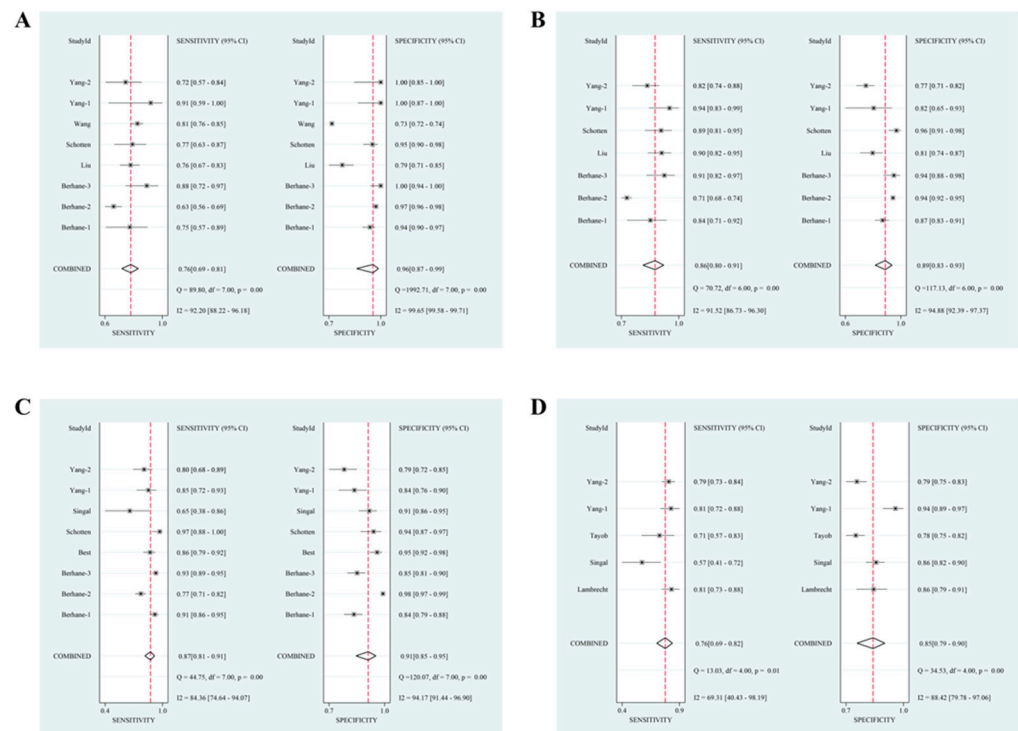 A
StudyId SENSITIVITY (95% CI)
Yang-2 0.72 [0.57 - 0.84]
Yang-1 0.91 [0.59 - 1.00]
Wang 0.81 [0.76 - 0.85]
Schotten 0.77 [0.63 - 0.87]
Liu 0.76 [0.67 - 0.83]
Berhane-3 0.88 [0.72 - 0.97]
Berhane-2 0.63 [0.56 - 0.69]
Berhane-1 0.75 [0.57 - 0.89]
COMBINED 0.76[0.69 - 0.81]
Q = 89.80, df = 7.00, p = 0.00
I2 = 92.20 [88.22 - 96.18]
0.6 1.0
SENSITIVITY
StudyId SPECIFICITY (95% CI)
Yang-2 1.00 [0.85 - 1.00]
Yang-1 1.00 [0.87 - 1.00]
Wang 0.73 [0.72 - 0.74]
Schotten 0.95 [0.90 - 0.98]
Liu 0.79 [0.71 - 0.85]
Berhane-3 1.00 [0.94 - 1.00]
Berhane-2 0.97 [0.96 - 0.98]
Berhane-1 0.94 [0.90 - 0.97]
COMBINED 0.96[0.87 - 0.99]
Q =1992.71, df = 7.00, p = 0.00
I2 = 99.65 [99.58 - 99.71]
0.7 1.0
SPECIFICITY
B
StudyId SENSITIVITY (95% CI)
Yang-2 0.82 [0.74 - 0.88]
Yang-1 0.94 [0.83 - 0.99]
Schotten 0.89 [0.81 - 0.95]
Liu 0.90 [0.82 - 0.95]
Berhane-3 0.91 [0.82 - 0.97]
Berhane-2 0.71 [0.68 - 0.74]
Berhane-1 0.84 [0.71 - 0.92]
COMBINED 0.86[0.80 - 0.91]
Q = 70.72, df = 6.00, p = 0.00
I2 = 91.52 [86.73 - 96.30]
0.7 1.0
SENSITIVITY
StudyId SPECIFICITY (95% CI)
Yang-2 0.77 [0.71 - 0.82]
Yang-1 0.82 [0.65 - 0.93]
Schotten 0.96 [0.91 - 0.98]
Liu 0.81 [0.74 - 0.87]
Berhane-3 0.94 [0.88 - 0.98]
Berhane-2 0.94 [0.92 - 0.95]
Berhane-1 0.87 [0.83 - 0.91]
COMBINED 0.89[0.83 - 0.93]
Q =117.13, df = 6.00, p = 0.00
I2 = 94.88 [92.39 - 97.37]
0.6 1.0
SPECIFICITY
C
StudyId SENSITIVITY (95% CI)
Yang-2 0.80 [0.68 - 0.89]
Yang-1 0.85 [0.72 - 0.93]
Singal 0.65 [0.38 - 0.86]
Schotten 0.97 [0.88 - 1.00]
Best 0.86 [0.79 - 0.92]
Berhane-3 0.93 [0.89 - 0.95]
Berhane-2 0.77 [0.71 - 0.82]
Berhane-1 0.91 [0.86 - 0.95]
COMBINED 0.87[0.81 - 0.91]
Q = 44.75, df = 7.00, p = 0.00
I2 = 84.36 [74.64 - 94.07]
0.4 1.0
SENSITIVITY
StudyId SPECIFICITY (95% CI)
Yang-2 0.79 [0.72 - 0.85]
Yang-1 0.84 [0.76 - 0.90]
Singal 0.91 [0.86 - 0.95]
Schotten 0.94 [0.87 - 0.97]
Best 0.95 [0.92 - 0.98]
Berhane-3 0.85 [0.81 - 0.90]
Berhane-2 0.98 [0.97 - 0.99]
Berhane-1 0.84 [0.79 - 0.88]
COMBINED 0.91[0.85 - 0.95]
Q =120.07, df = 7.00, p = 0.00
I2 = 94.17 [91.44 - 96.90]
0.7 1.0
SPECIFICITY
D
StudyId SENSITIVITY (95% CI)
Yang-2 0.79 [0.73 - 0.84]
Yang-1 0.81 [0.72 - 0.88]
Tayob 0.71 [0.57 - 0.83]
Singal 0.57 [0.41 - 0.72]
Lambrecht 0.81 [0.73 - 0.88]
COMBINED 0.76[0.69 - 0.82]
Q = 13.03, df = 4.00, p = 0.01
I2 = 69.31 [40.43 - 98.19]
0.4 0.9
SENSITIVITY
StudyId SPECIFICITY (95% CI)
Yang-2 0.79 [0.75 - 0.83]
Yang-1 0.94 [0.89 - 0.97]
Tayob 0.78 [0.75 - 0.82]
Singal 0.86 [0.82 - 0.90]
Lambrecht 0.86 [0.79 - 0.91]
COMBINED 0.85[0.79 - 0.90]
Q = 34.53, df = 4.00, p = 0.00
I2 = 88.42 [79.78 - 97.06]
0.7 1.0
SPECIFICITY